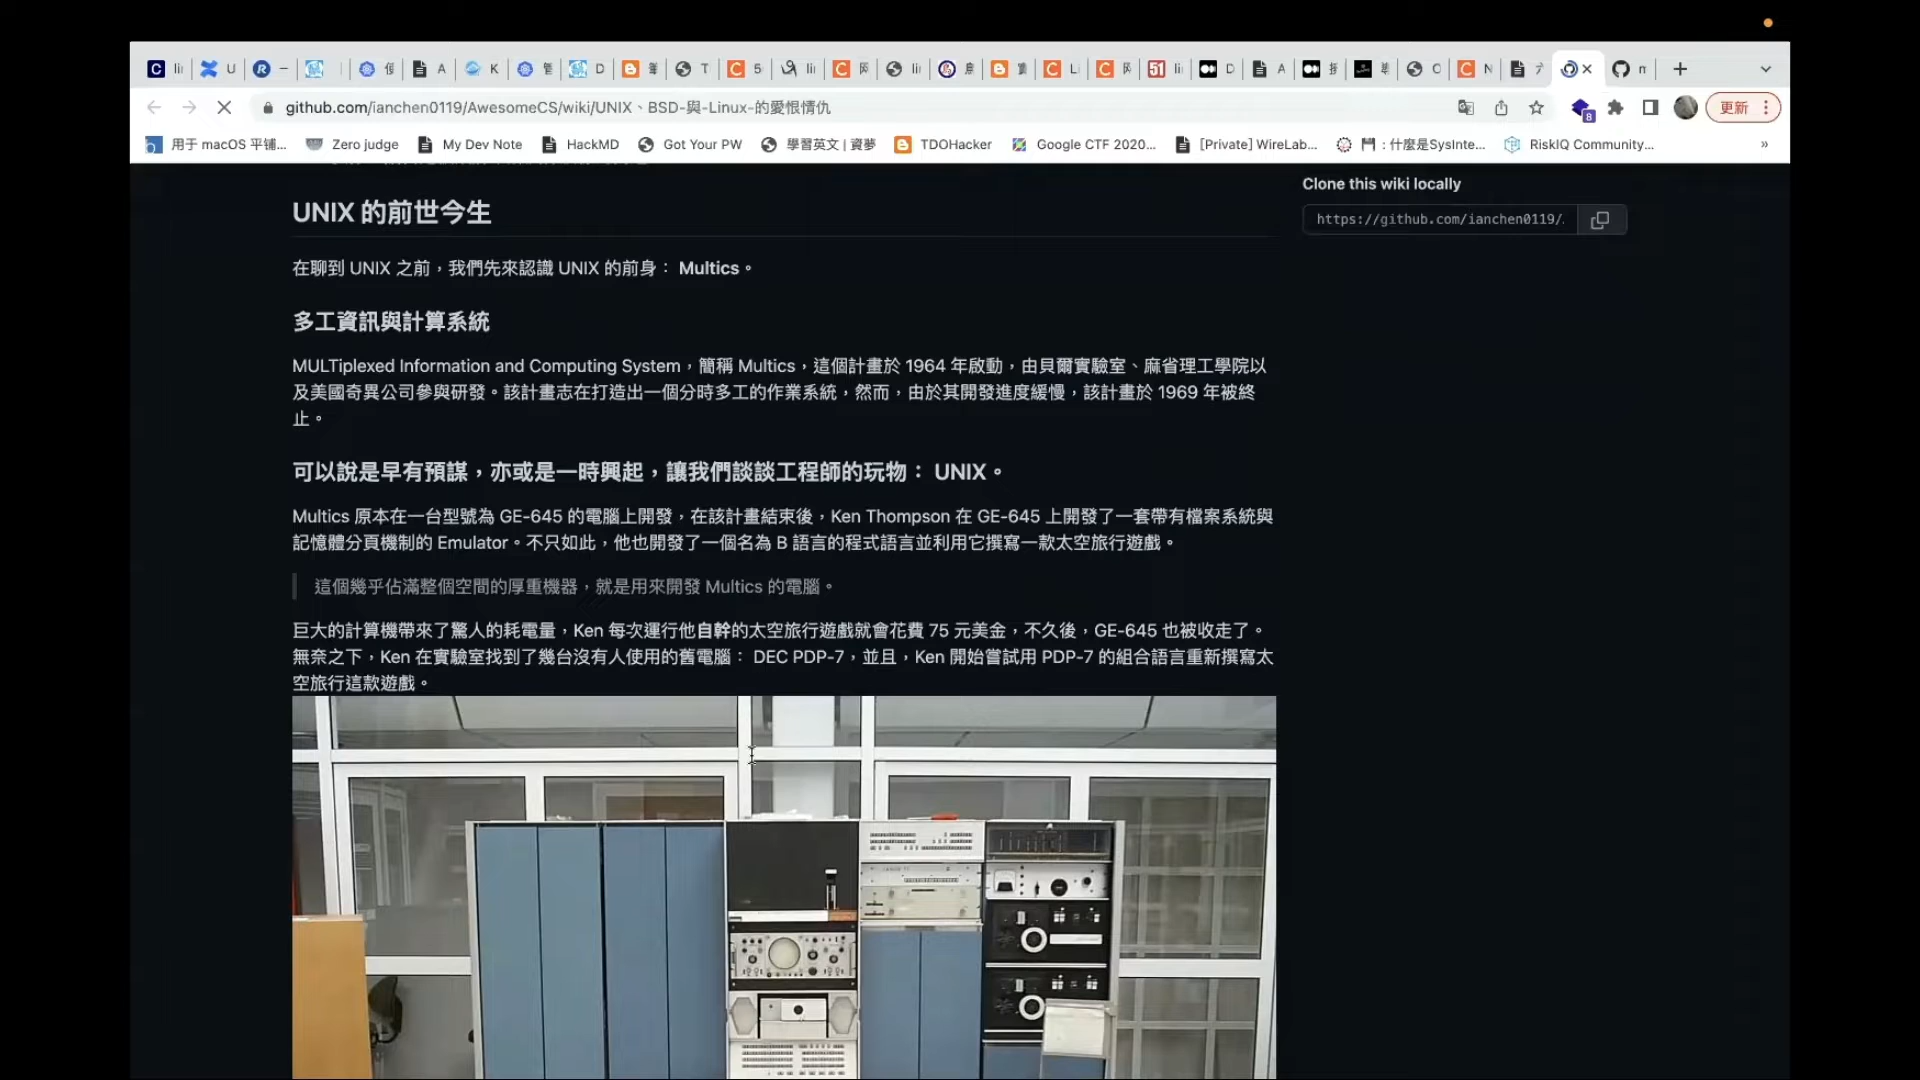 github.com/ianchen0119/AwesomeCS/wiki/UNIX、BSD-與-Linux-的愛恨情仇
更新
8
用于 macOS 平铺...
Zero judge
My Dev Note
HackMD
Got Your PW
學習英文 | 資夢
TDOHacker
Google CTF 2020...
[Private] WireLab...
: 什麼是SysInte...
RiskIQ Community...
»
Clone this wiki locally
https://github.com/ianchen0119/.
UNIX 的前世今生
在聊到 UNIX 之前，我們先來認識 UNIX 的前身： Multics。
多工資訊與計算系統
MULTiplexed Information and Computing System，簡稱 Multics，這個計畫於 1964 年啟動，由貝爾實驗室、麻省理工學院以
及美國奇異公司參與研發。該計畫志在打造出一個分時多工的作業系統，然而，由於其開發進度緩慢，該計畫於 1969 年被終
止。
可以說是早有預謀，亦或是一時興起，讓我們談談工程師的玩物： UNIX。
Multics 原本在一台型號為 GE-645 的電腦上開發，在該計畫結束後，Ken Thompson 在 GE-645 上開發了一套帶有檔案系統與
記憶體分頁機制的 Emulator。不只如此，他也開發了一個名為 B 語言的程式語言並利用它撰寫一款太空旅行遊戲。
這個幾乎佔滿整個空間的厚重機器，就是用來開發 Multics 的電腦。
巨大的計算機帶來了驚人的耗電量，Ken 每次運行他自幹的太空旅行遊戲就會花費 75 元美金，不久後，GE-645 也被收走了。
無奈之下，Ken 在實驗室找到了幾台沒有人使用的舊電腦： DEC PDP-7，並且，Ken 開始嘗試用 PDP-7 的組合語言重新撰寫太
空旅行這款遊戲。